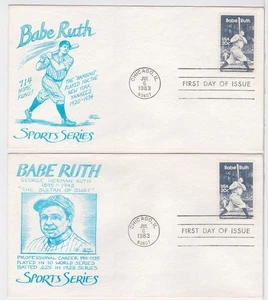 Babe Ruth
714
HOME
RUNS!
THE "BAMBINO"
PLAYED FOR THE
NEW YORK
YANKEES
1920-1934
SPORTS SERIES
CHICAGO, IL
JUL
6
1983
60607
FIRST DAY OF ISSUE
Babe Ruth
USA 20c
BABE RUTH
GEORGE HERMAN RUTH
1895-1948
"THE SULTAN OF SWAT"
PROFESSIONAL CAREER 1914-1935
PLAYED IN 10 WORLD SERIES
BATTED .625 IN 1928 SERIES
SPORTS SERIES
CHICAGO, IL
JUL
6
1983
60607
FIRST DAY OF ISSUE
Babe Ruth
USA 20c